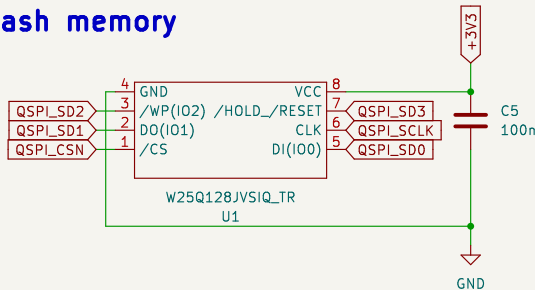 ash memory
+3V3
4 GND VCC 8
QSPI_SD2 3 /WP(IO2) /HOLD_/RESET 7 QSPI_SD3
QSPI_SD1 2 DO(IO1) CLK 6 QSPI_SCLK
QSPI_CSN 1 /CS DI(IO0) 5 QSPI_SD0
C5
100n
W25Q128JVSIQ_TR
U1
GND